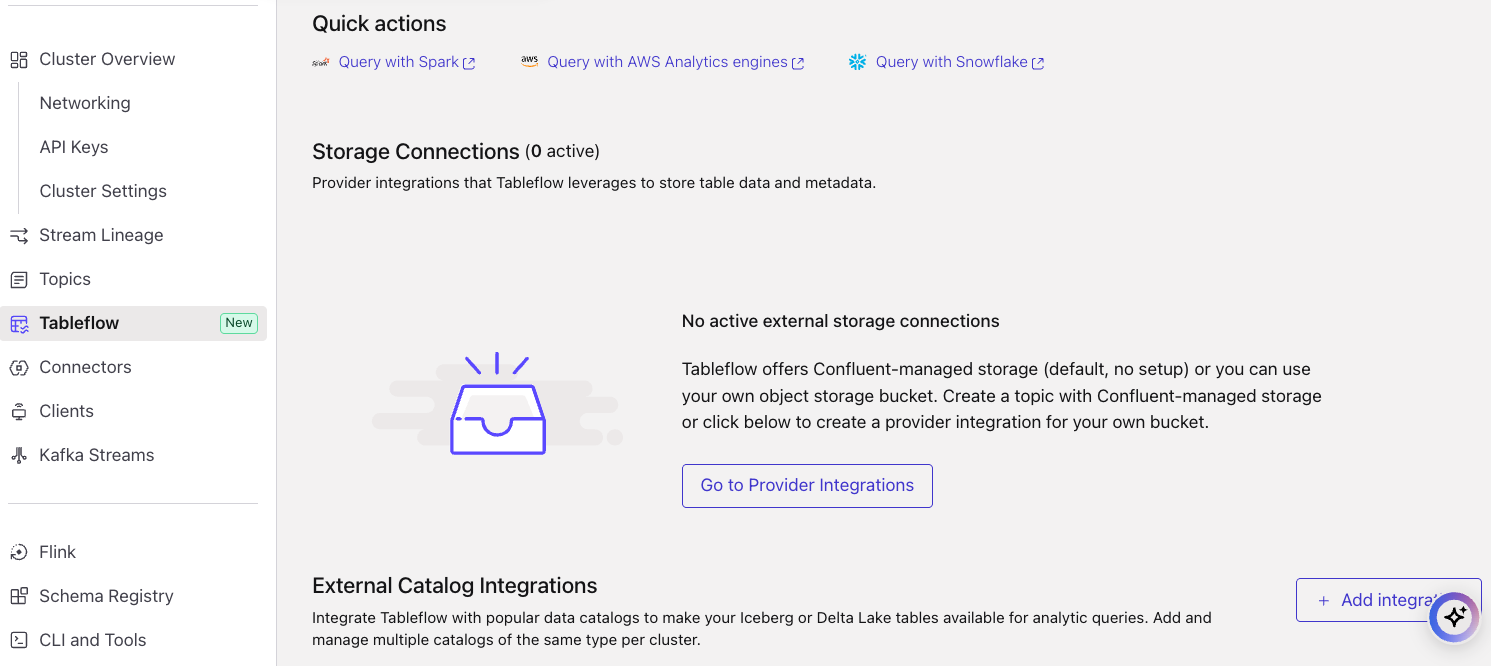 Cluster Overview
Networking
API Keys
Cluster Settings
Stream Lineage
Topics
Tableflow New
Connectors
Clients
Kafka Streams
Flink
Schema Registry
CLI and Tools
Quick actions
Query with Spark
aws Query with AWS Analytics engines
Query with Snowflake
Storage Connections (0 active)
Provider integrations that Tableflow leverages to store table data and metadata.
No active external storage connections
Tableflow offers Confluent-managed storage (default, no setup) or you can use
your own object storage bucket. Create a topic with Confluent-managed storage
or click below to create a provider integration for your own bucket.
Go to Provider Integrations
External Catalog Integrations
Integrate Tableflow with popular data catalogs to make your Iceberg or Delta Lake tables available for analytic queries. Add and
manage multiple catalogs of the same type per cluster.
+ Add